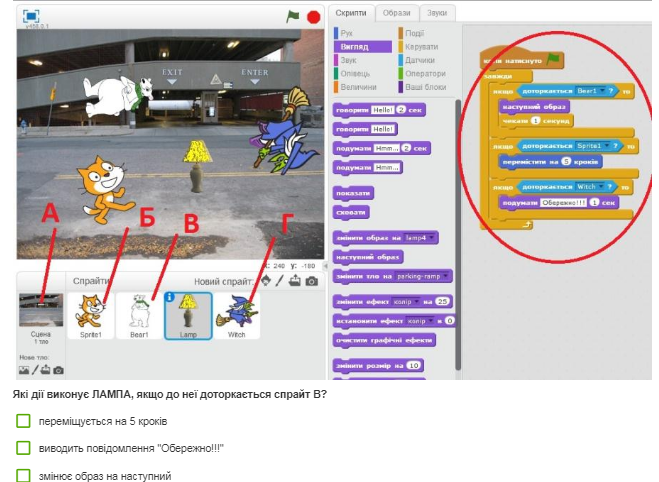 v458.0.1
EXIT
ENTER
А
Б
В
Г
x: 240 y: -180
Спрайти
Новий спрайт:
Сцена
1 тло
Нове тло:
Sprite1
Bear1
Lamp
Witch
Скрипти
Образи
Звуки
Рух
Вигляд
Звук
Олівець
Величини
Події
Керувати
Датчики
Оператори
Ваші блоки
говорити Hello! 2 сек
говорити Hello!
подумати Hmm... 2 сек
подумати Hmm...
показати
сховати
змінити образ на lamp4
наступний образ
змінити тло на parking-ramp
змінити ефект колір на 25
встановити ефект колір в 0
очистити графічні ефекти
змінити розмір на 10
коли натиснуто
завжди
якщо доторкається Bear1 ? то
наступний образ
чекати 1 секунд
якщо доторкається Sprite1 ? то
перемістити на 5 кроків
якщо доторкається Witch ? то
подумати Обережно!!! 1 сек
Які дії виконує ЛАМПА, якщо до неї доторкається спрайт В?
переміщується на 5 кроків
виводить повідомлення "Обережно!!!"
змінює образ на наступний